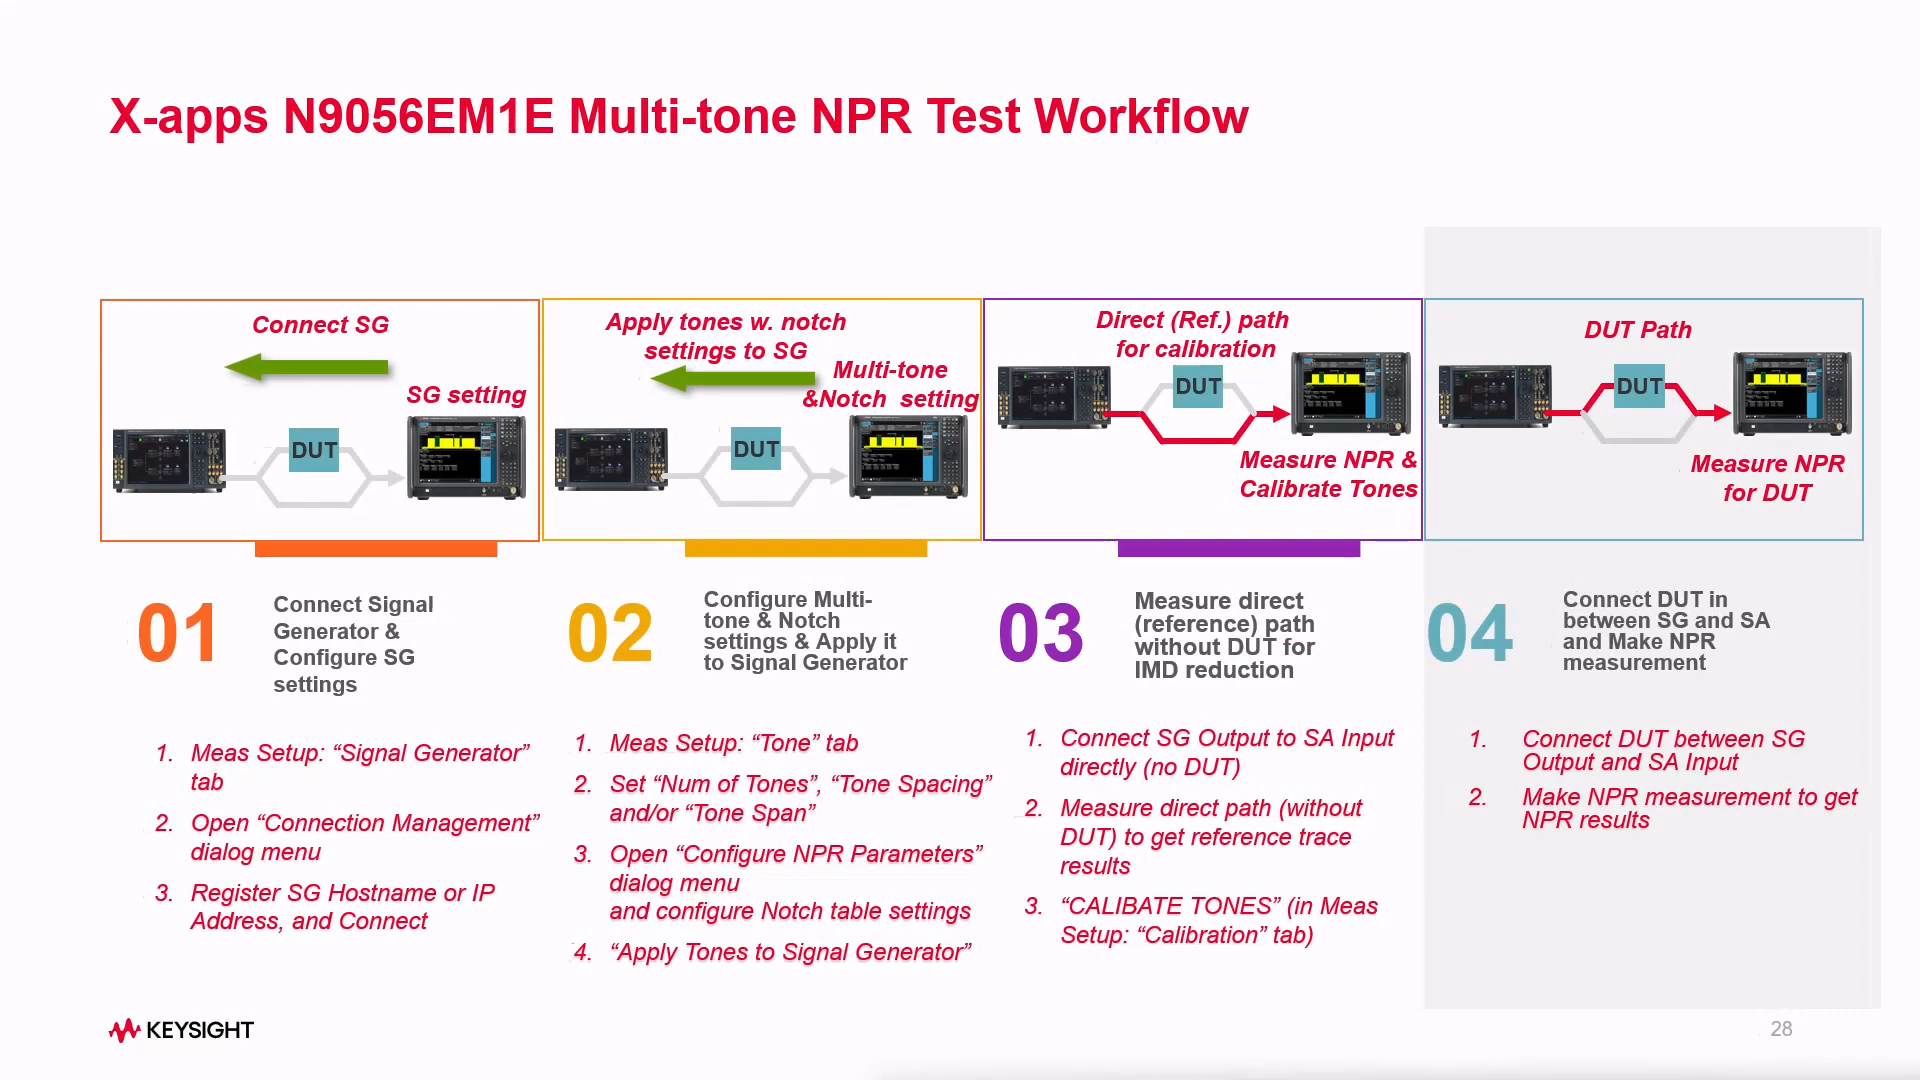 X-apps N9056EM1E Multi-tone NPR Test Workflow
Connect SG
SG setting
DUT
Apply tones w. notch
settings to SG
Multi-tone
&Notch setting
DUT
Direct (Ref.) path
for calibration
DUT
Measure NPR &
Calibrate Tones
DUT Path
DUT
Measure NPR
for DUT
01
Connect Signal
Generator &
Configure SG
settings
02
Configure Multi-
tone & Notch
settings & Apply it
to Signal Generator
03
Measure direct
(reference) path
without DUT for
IMD reduction
04
Connect DUT in
between SG and SA
and Make NPR
measurement
1. Meas Setup: “Signal Generator”
tab
2. Open “Connection Management”
dialog menu
3. Register SG Hostname or IP
Address, and Connect
1. Meas Setup: “Tone” tab
2. Set “Num of Tones”, “Tone Spacing”
and/or “Tone Span”
3. Open “Configure NPR Parameters”
dialog menu
and configure Notch table settings
4. “Apply Tones to Signal Generator”
1. Connect SG Output to SA Input
directly (no DUT)
2. Measure direct path (without
DUT) to get reference trace
results
3. “CALIBATE TONES” (in Meas
Setup: “Calibration” tab)
1. Connect DUT between SG
Output and SA Input
2. Make NPR measurement to get
NPR results
KEYSIGHT
28